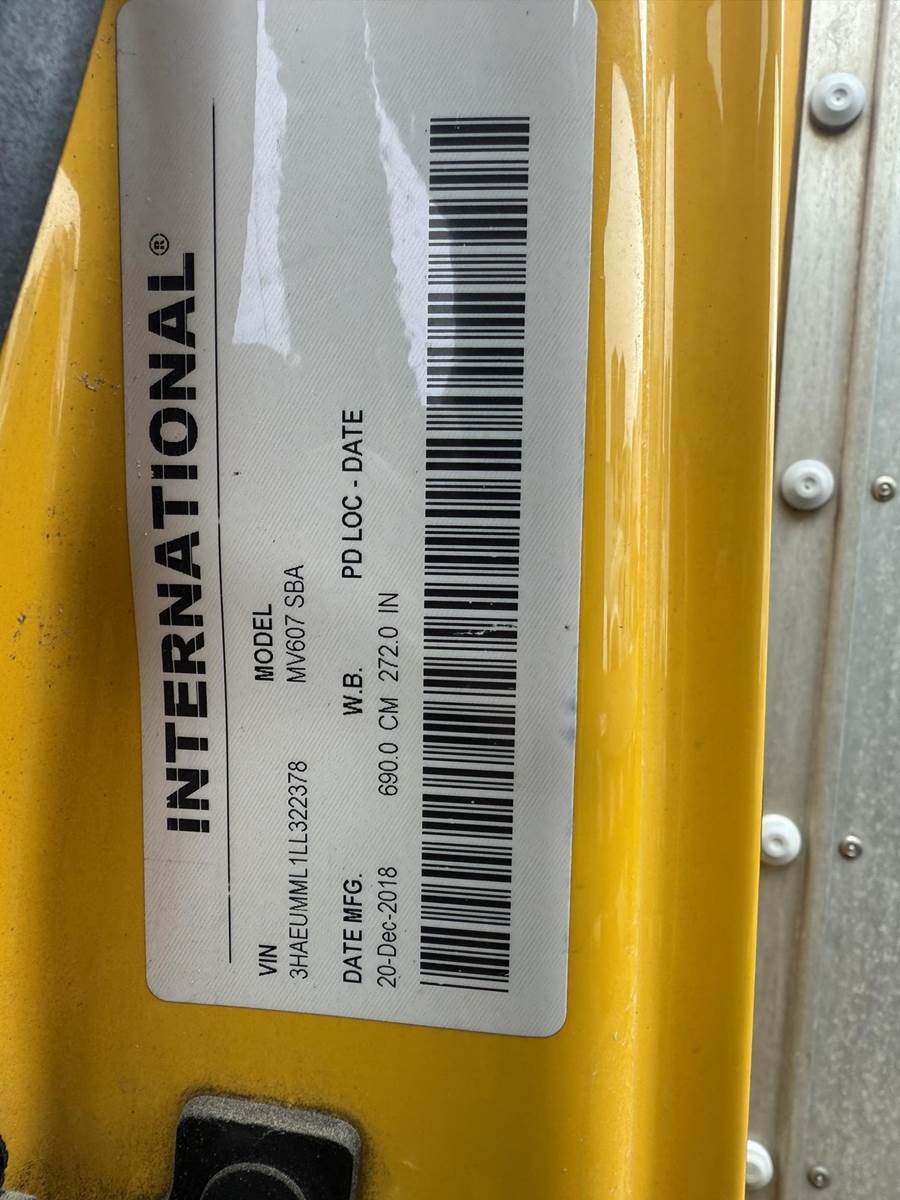 INTERNATIONAL®
VIN MODEL
3HAEUMML1LL322378 MV607 SBA
DATE MFG. W.B. PD LOC - DATE
20-Dec-2018 690.0 CM 272.0 IN